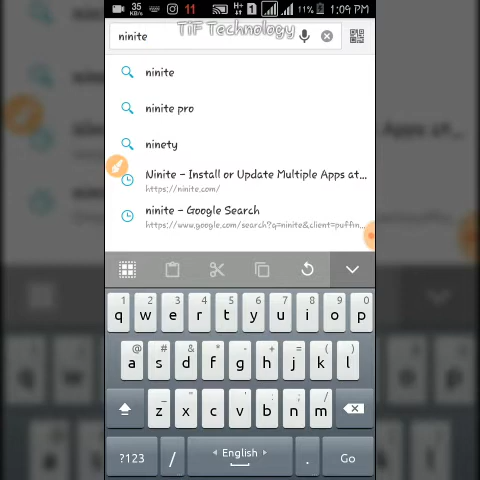 35 KB/s 11 H+ 1 11% 1:09 PM
TiF Technology
ninite
ninite
ninite pro
ninety
Ninite - Install or Update Multiple Apps at...
https://ninite.com/
ninite - Google Search
https://www.google.com/search?q=ninite&client=puffin...
1 2 3 4 5 6 7 8 9 0
q w e r t y u i o p
@ # & * - + = ( )
a s d f g h j k l
_ " ' : ; /
z x c v b n m
?123 / English . Go